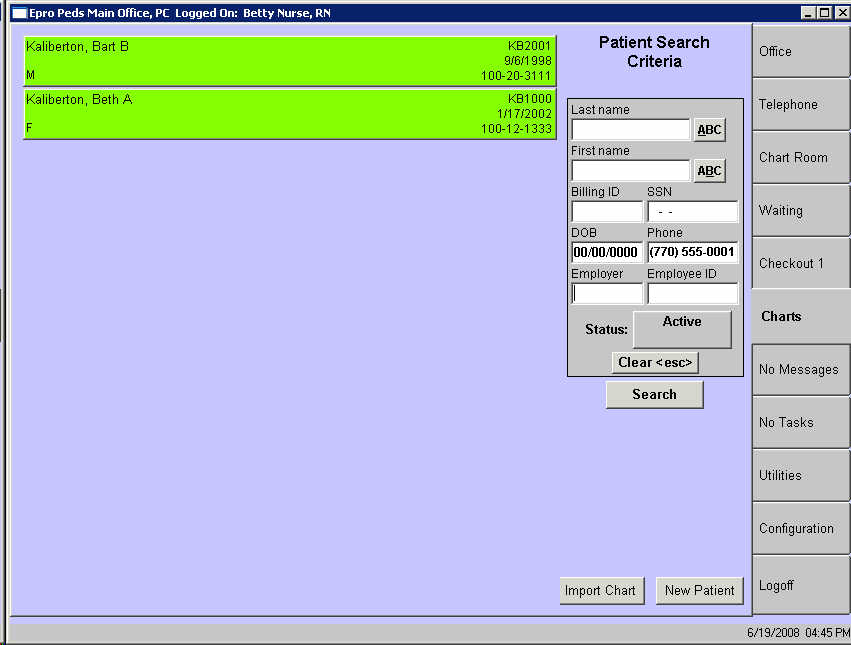 Epro Peds Main Office, PC Logged On: Betty Nurse, RN
Kaliberton, Bart B KB2001
9/6/1998
M 100-20-3111
Kaliberton, Beth A KB1000
1/17/2002
F 100-12-1333
Patient Search
Criteria
Last name
ABC
First name
ABC
Billing ID SSN
- -
DOB Phone
00/00/0000 (770) 555-0001
Employer Employee ID
Status: Active
Clear <esc>
Search
Import Chart New Patient
Office
Telephone
Chart Room
Waiting
Checkout 1
Charts
No Messages
No Tasks
Utilities
Configuration
Logoff
6/19/2008 04:45 PM